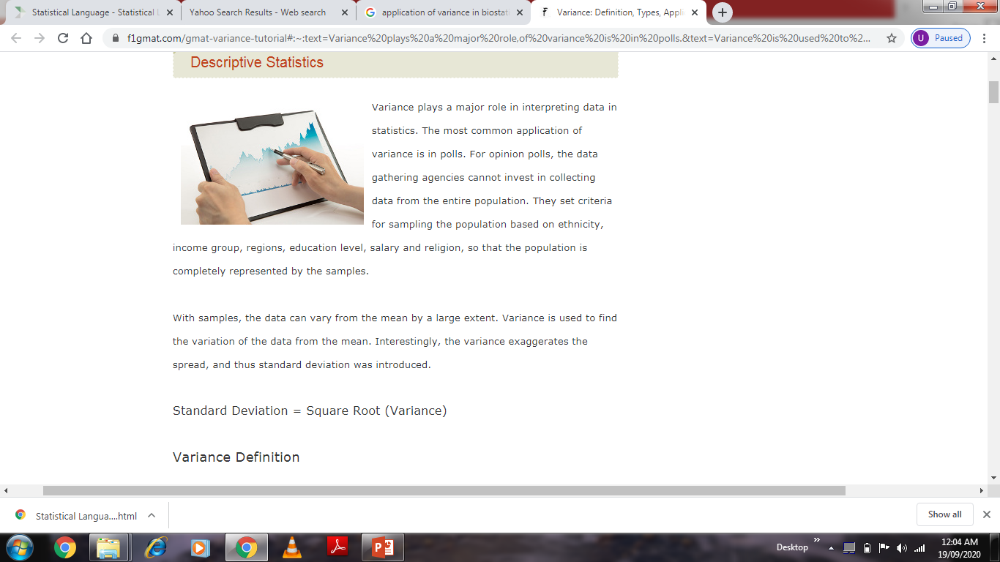 Statistical Language - Statistical L
Yahoo Search Results - Web search
application of variance in biostati
Variance: Definition, Types, Appli
f1gmat.com/gmat-variance-tutorial#:~:text=Variance%20plays%20a%20major%20role,of%20variance%20is%20in%20polls.&text=Variance%20is%20used%20to%2...
U Paused
Descriptive Statistics
Variance plays a major role in interpreting data in
statistics. The most common application of
variance is in polls. For opinion polls, the data
gathering agencies cannot invest in collecting
data from the entire population. They set criteria
for sampling the population based on ethnicity,
income group, regions, education level, salary and religion, so that the population is
completely represented by the samples.
With samples, the data can vary from the mean by a large extent. Variance is used to find
the variation of the data from the mean. Interestingly, the variance exaggerates the
spread, and thus standard deviation was introduced.
Standard Deviation = Square Root (Variance)
Variance Definition
Statistical Langua....html
Show all
Desktop
12:04 AM
19/09/2020